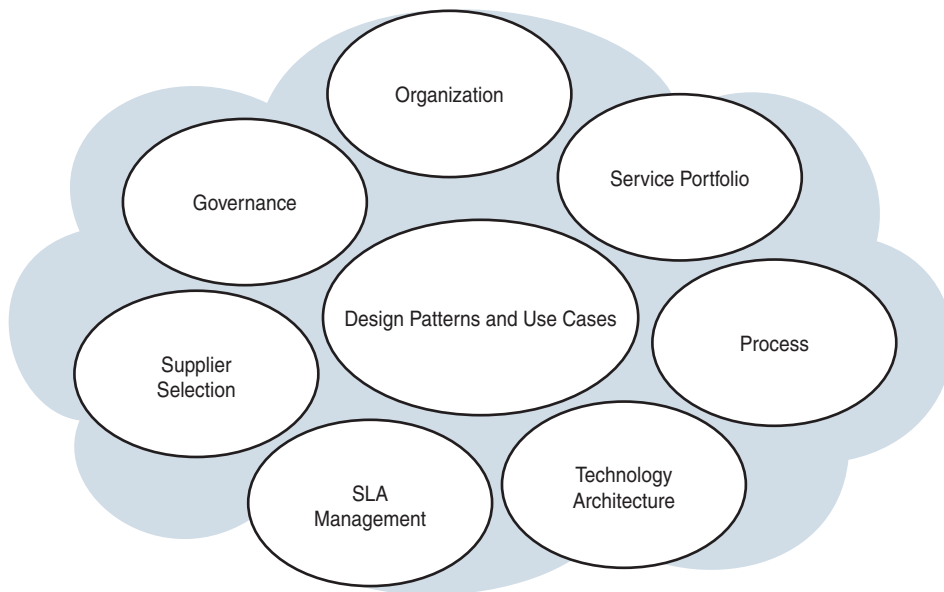 Organization
Service Portfolio
Governance
Design Patterns and Use Cases
Process
Supplier
Selection
Technology
Architecture
SLA
Management